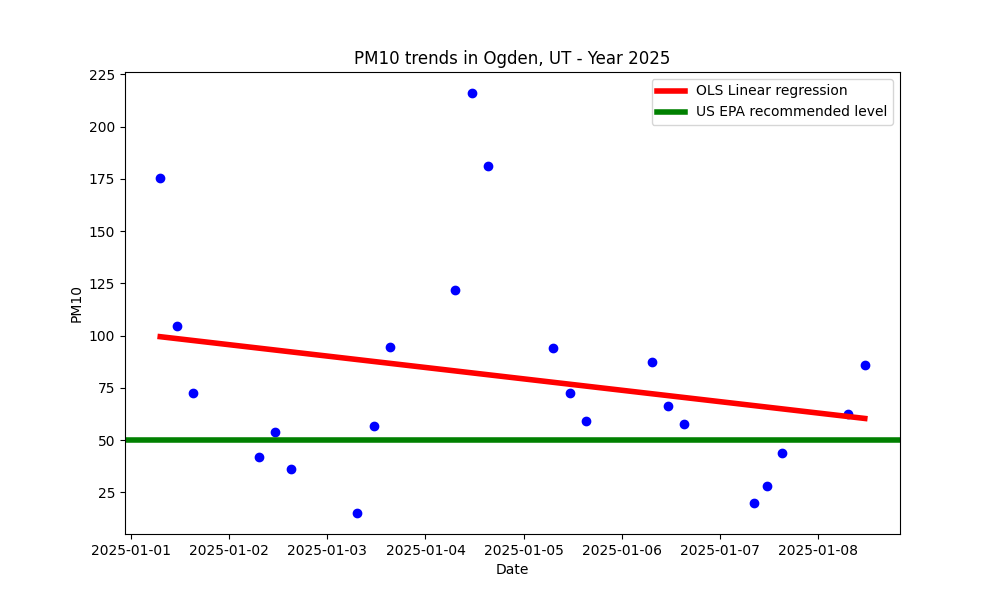 PM10 trends in Ogden, UT - Year 2025
OLS Linear regression
US EPA recommended level
PM10
225
200
175
150
125
100
75
50
25
2025-01-01 2025-01-02 2025-01-03 2025-01-04 2025-01-05 2025-01-06 2025-01-07 2025-01-08
Date